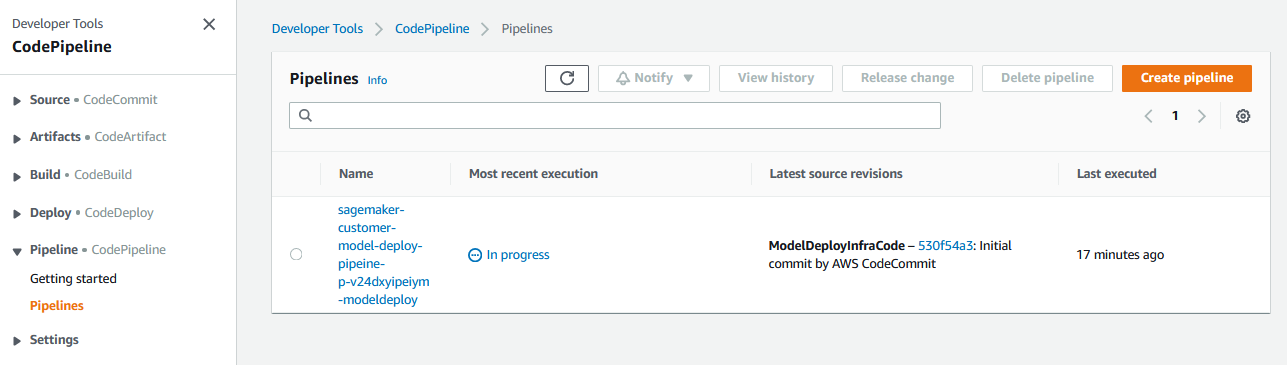 Developer Tools
CodePipeline
Source • CodeCommit
Artifacts • CodeArtifact
Build • CodeBuild
Deploy • CodeDeploy
Pipeline • CodePipeline
Getting started
Pipelines
Settings
Developer Tools > CodePipeline > Pipelines
Pipelines Info
Notify View history Release change Delete pipeline Create pipeline
1
Name Most recent execution Latest source revisions Last executed
sagemaker-
customer-
model-deploy-
pipeine-
p-v24dxyipeiym
-modeldeploy
In progress
ModelDeployInfraCode – 530f54a3: Initial
commit by AWS CodeCommit
17 minutes ago